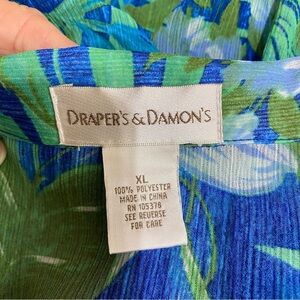 DRAPER'S & DAMON'S
XL
100% POLYESTER
MADE IN CHINA
RN 105378
SEE REVERSE
FOR CARE